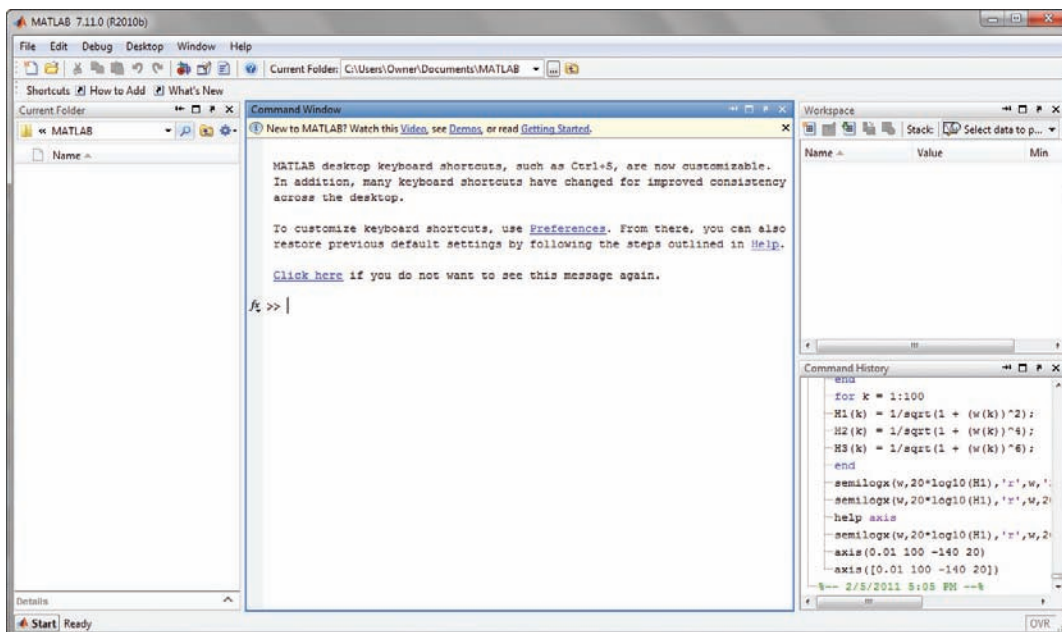 MATLAB 7.11.0 (R2010b)
File Edit Debug Desktop Window Help
Current Folder: C:\Users\Owner\Documents\MATLAB
Shortcuts How to Add What's New
Current Folder
« MATLAB
Name
Details
Command Window
New to MATLAB? Watch this Video, see Demos, or read Getting Started.
MATLAB desktop keyboard shortcuts, such as Ctrl+S, are now customizable.
In addition, many keyboard shortcuts have changed for improved consistency
across the desktop.
To customize keyboard shortcuts, use Preferences. From there, you can also
restore previous default settings by following the steps outlined in Help.
Click here if you do not want to see this message again.
fx >>
Workspace
Stack: Select data to p...
Name Value Min
Command History
end
for k = 1:100
H1(k) = 1/sqrt(1 + (w(k))^2);
H2(k) = 1/sqrt(1 + (w(k))^4);
H3(k) = 1/sqrt(1 + (w(k))^6);
end
semilogx(w,20*log10(H1),'r',w,'
semilogx(w,20*log10(H1),'r',w,2
help axis
semilogx(w,20*log10(H1),'r',w,2
axis(0.01 100 -140 20)
axis([0.01 100 -140 20])
%-- 2/5/2011 5:05 PM --%
Start Ready
OVR